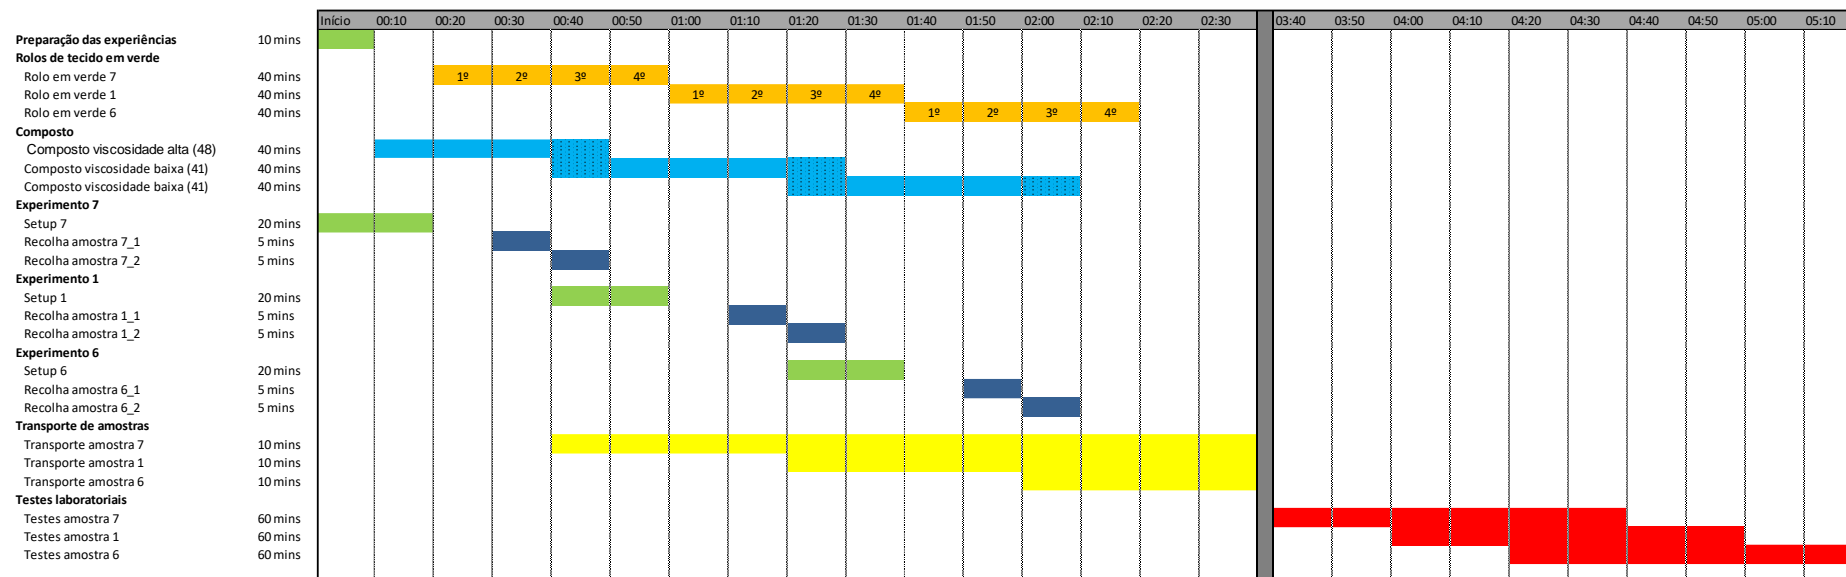 Início 00:10 00:20 00:30 00:40 00:50 01:00 01:10 01:20 01:30 01:40 01:50 02:00 02:10 02:20 02:30 03:40 03:50 04:00 04:10 04:20 04:30 04:40 04:50 05:00 05:10
Preparação das experiências 10 mins
Rolos de tecido em verde
Rolo em verde 7 40 mins 1º 2º 3º 4º
Rolo em verde 1 40 mins 1º 2º 3º 4º
Rolo em verde 6 40 mins 1º 2º 3º 4º
Composto
Composto viscosidade alta (48) 40 mins
Composto viscosidade baixa (41) 40 mins
Composto viscosidade baixa (41) 40 mins
Experimento 7
Setup 7 20 mins
Recolha amostra 7_1 5 mins
Recolha amostra 7_2 5 mins
Experimento 1
Setup 1 20 mins
Recolha amostra 1_1 5 mins
Recolha amostra 1_2 5 mins
Experimento 6
Setup 6 20 mins
Recolha amostra 6_1 5 mins
Recolha amostra 6_2 5 mins
Transporte de amostras
Transporte amostra 7 10 mins
Transporte amostra 1 10 mins
Transporte amostra 6 10 mins
Testes laboratoriais
Testes amostra 7 60 mins
Testes amostra 1 60 mins
Testes amostra 6 60 mins